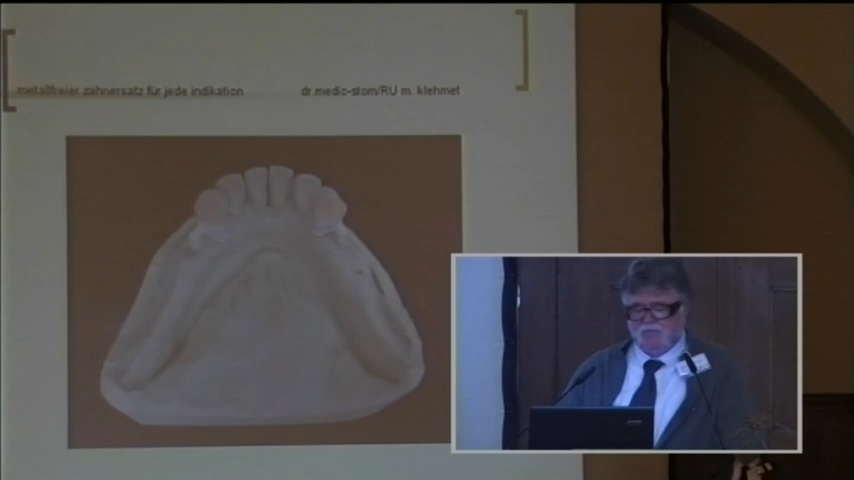 metallfreier zahnersatz für jede indikation dr.medic-stom/RU m. klehmet